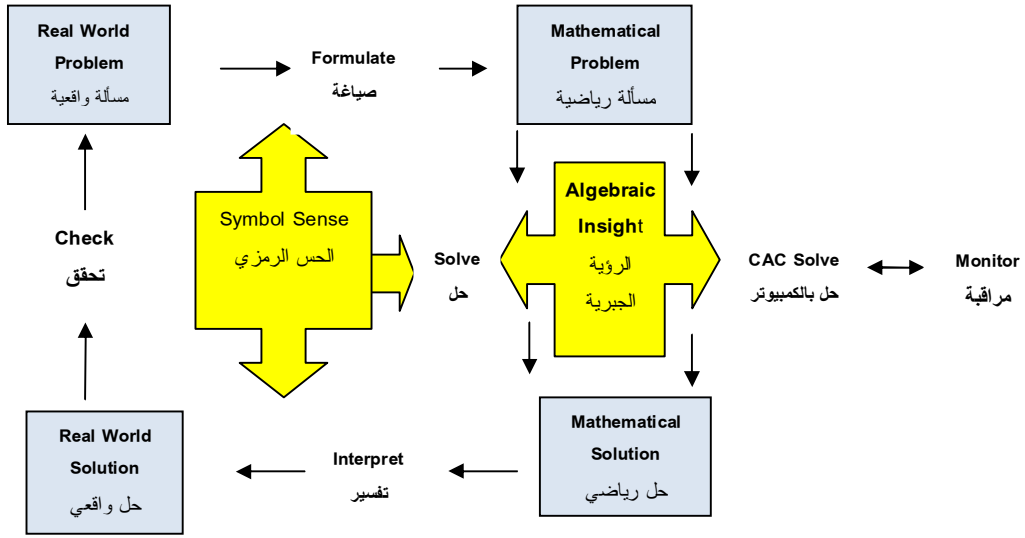 Real World
Problem
مسألة واقعية
Formulate
صياغة
Mathematical
Problem
مسألة رياضية
Check
تحقق
Symbol Sense
الحس الرمزي
Solve
حل
Algebraic
Insight
الرؤية
الجبرية
CAC Solve
حل بالكمبيوتر
Monitor
مراقبة
Real World
Solution
حل واقعي
Interpret
تفسير
Mathematical
Solution
حل رياضي